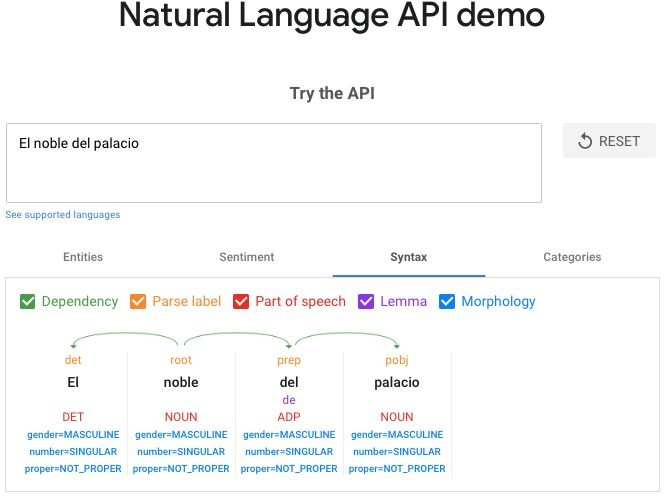 Natural Language API demo
Try the API
El noble del palacio
RESET
See supported languages
Entities Sentiment Syntax Categories
Dependency Parse label Part of speech Lemma Morphology
det root prep pobj
El noble del palacio
de
DET NOUN ADP NOUN
gender=MASCULINE gender=MASCULINE gender=MASCULINE gender=MASCULINE
number=SINGULAR number=SINGULAR number=SINGULAR number=SINGULAR
proper=NOT_PROPER proper=NOT_PROPER proper=NOT_PROPER proper=NOT_PROPER